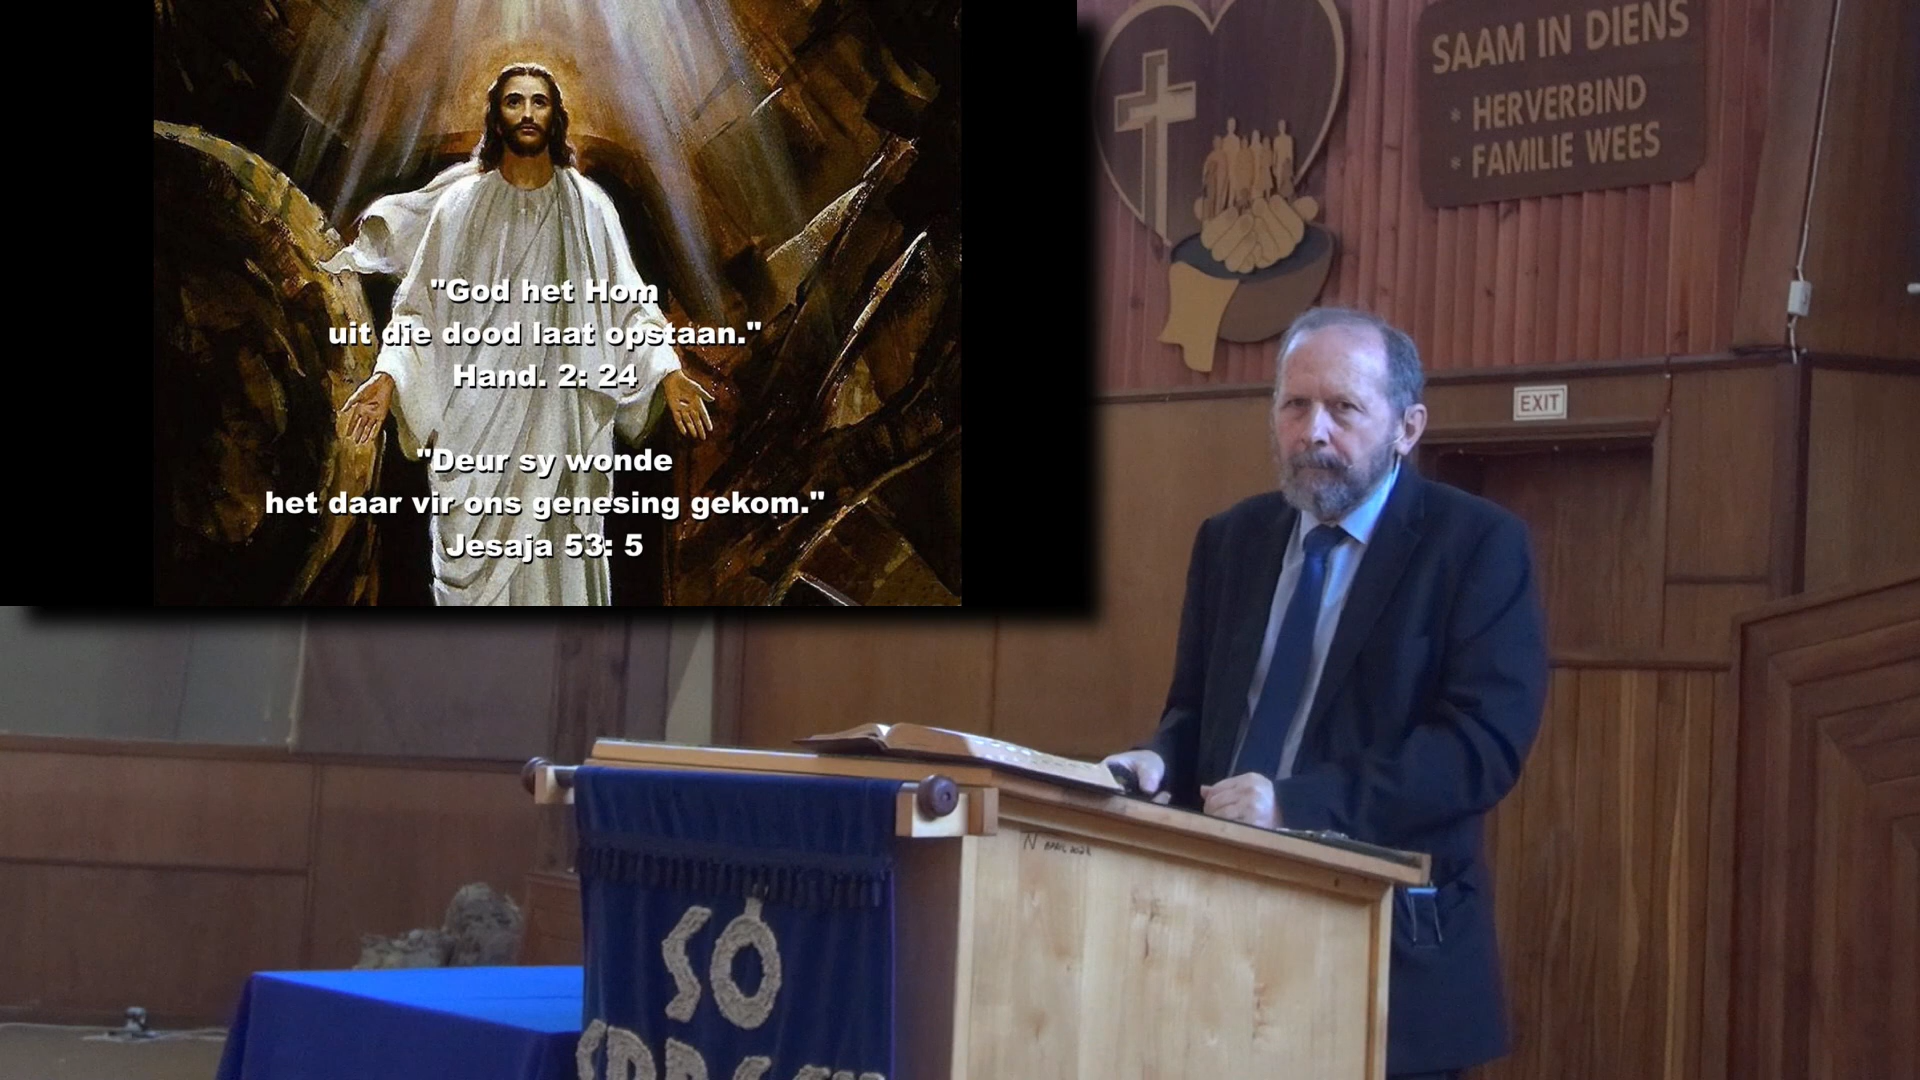 "God het Hom
uit die dood laat opstaan."
Hand. 2: 24
"Deur sy wonde
het daar vir ons genesing gekom."
Jesaja 53: 5
SAAM IN DIENS
* HERVERBIND
* FAMILIE WEES
EXIT
SÓ